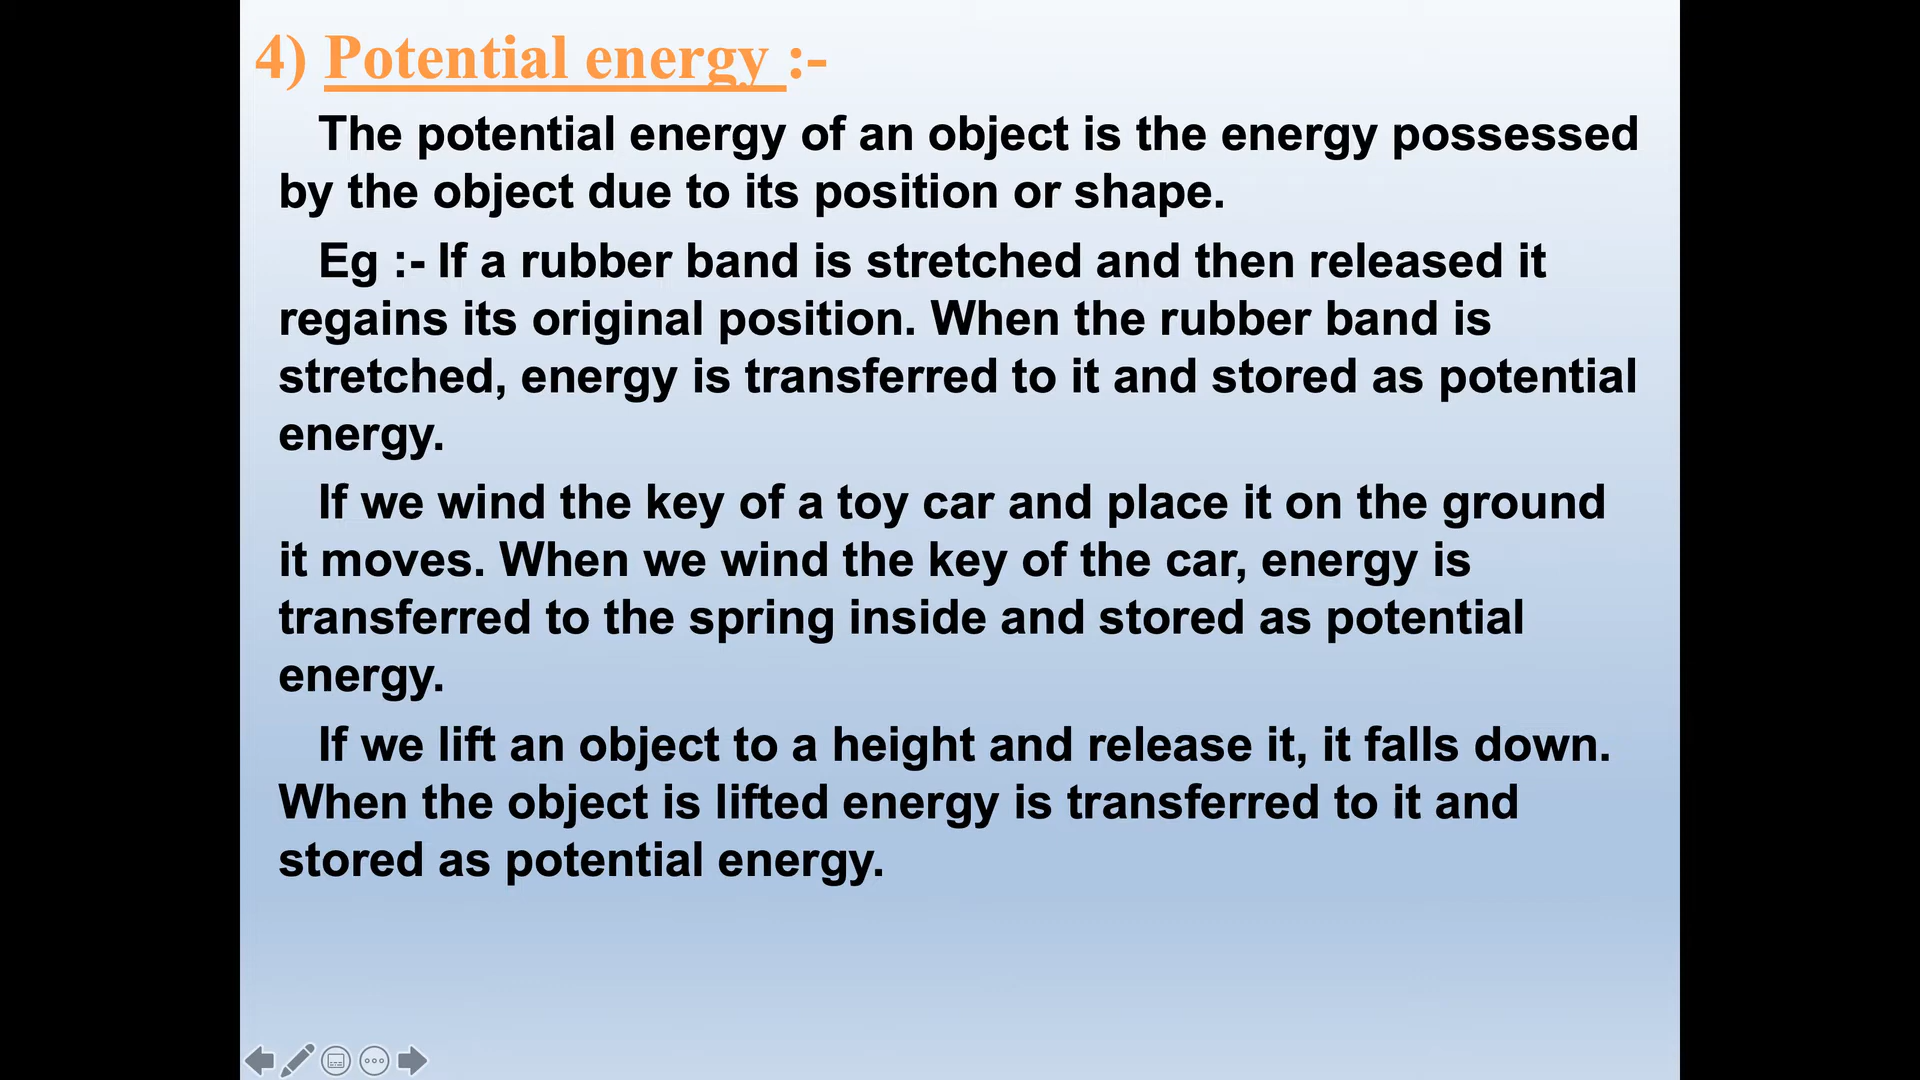 4) Potential energy :-
The potential energy of an object is the energy possessed
by the object due to its position or shape.
Eg :- If a rubber band is stretched and then released it
regains its original position. When the rubber band is
stretched, energy is transferred to it and stored as potential
energy.
If we wind the key of a toy car and place it on the ground
it moves. When we wind the key of the car, energy is
transferred to the spring inside and stored as potential
energy.
If we lift an object to a height and release it, it falls down.
When the object is lifted energy is transferred to it and
stored as potential energy.